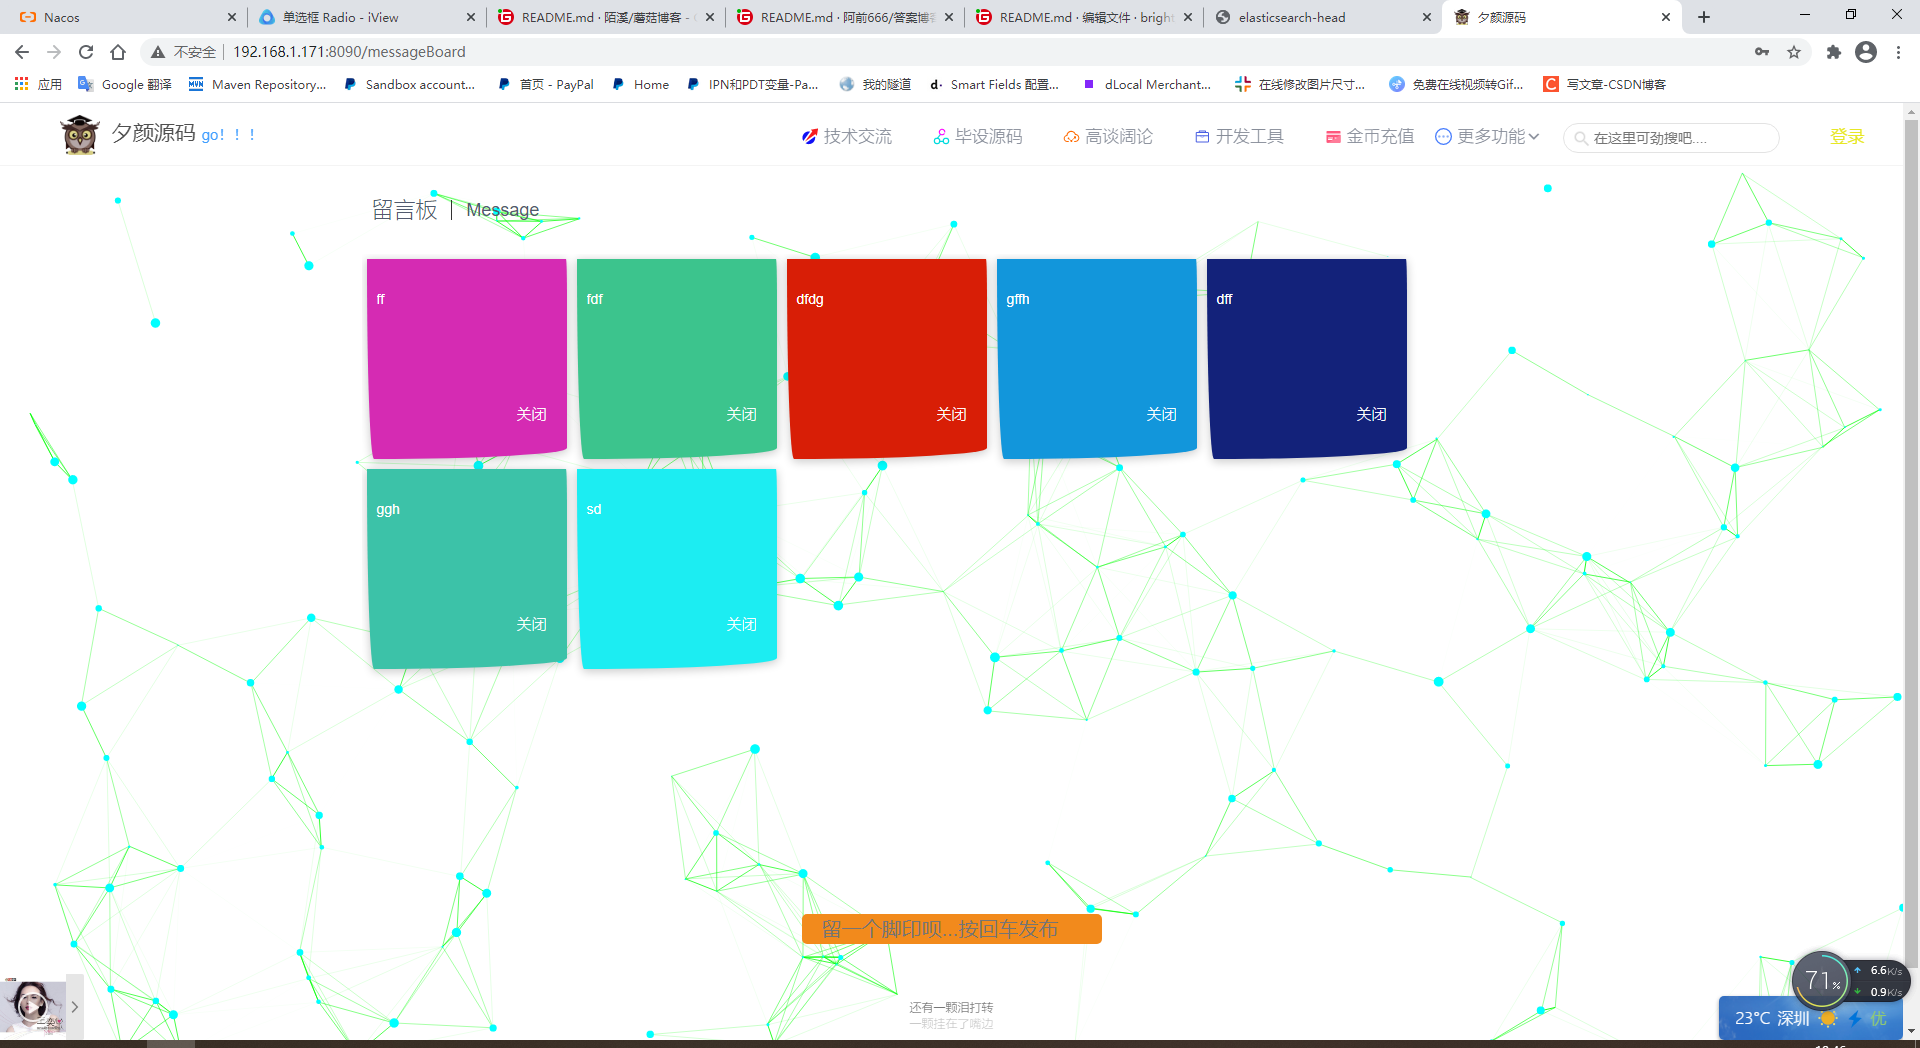 Nacos
单选框 Radio - iView
README.md · 陌溪/蘑菇博客 -
README.md · 阿前666/答案博客
README.md · 编辑文件 · bright
elasticsearch-head
夕颜源码
不安全 192.168.1.171:8090/messageBoard
应用 Google 翻译 Maven Repository... Sandbox account... 首页 - PayPal Home IPN和PDT变量-Pa... 我的隧道 Smart Fields 配置... dLocal Merchant... 在线修改图片尺寸... 免费在线视频转Gif... 写文章-CSDN博客
夕颜源码 go! ! !
技术交流 毕设源码 高谈阔论 开发工具 金币充值 更多功能 在这里可劲搜吧.... 登录
留言板 Message
ff fdf dfdg gffh dff
关闭 关闭 关闭 关闭 关闭
ggh sd
关闭 关闭
留一个脚印呗...按回车发布
还有一颗泪打转
一颗挂在了嘴边
71%
6.6K/s
0.9K/s
23°C 深圳 优